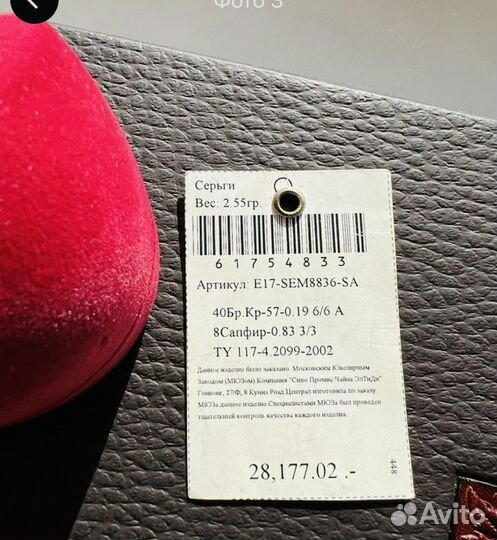 Фото 3
Серьги
Вес: 2.55гр.
61754833
Артикул: E17-SEM8836-SA
40Бр.Кр-57-0.19 6/6 А
8Сапфир-0.83 3/3
ТУ 117-4.2099-2002
Данное изделие было заказано Московским Ювелирным
Заводом (МЮЗом).Компания "Сино Промис Чайна ЭлТиДи"
Гонконг, 27/Ф, 8 Куинз Роад Централ изготовила по заказу
МЮЗа данное изделие.Специалистами МЮЗа был проведен
тщательный контроль качества каждого изделия.
28,177.02 .-
448
Avito